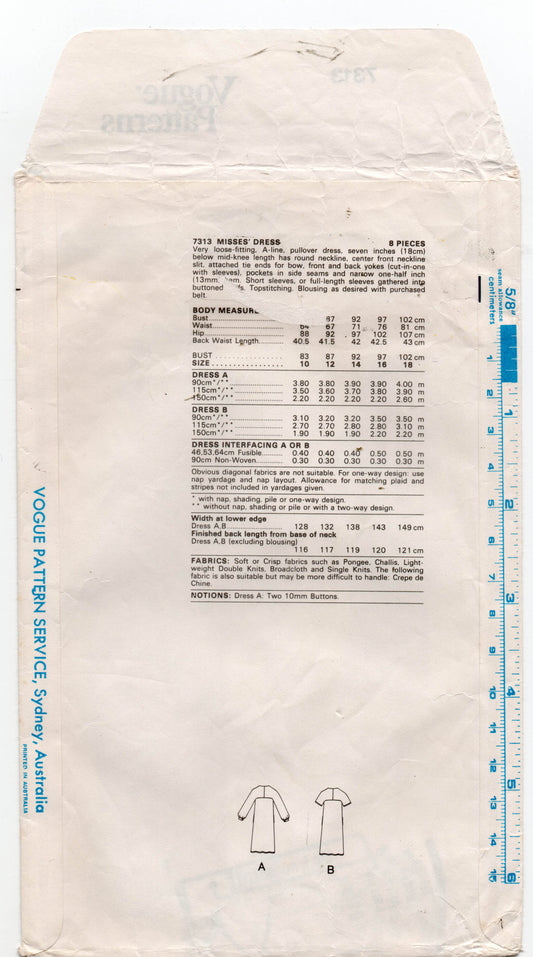 7313
Vogue
Patterns
7313 MISSES' DRESS 8 PIECES
Very loose-fitting, A-line, pullover dress, seven inches (18cm)
below mid-knee length has round neckline, center front neckline
slit, attached tie ends for bow, front and back yokes (cut-in-one
with sleeves), pockets in side seams and narrow one-half inch
(13mm, Short sleeves, or full-length sleeves gathered into
buttoned Topstitching. Blousing as desired with purchased
belt.
BODY
Bust 87 92 97 102 cm
Waist 64 67 71 76 81 cm
Hip 88 92 97 102 107 cm
Back Waist Length 40.5 41.5 42 42.5 43 cm
BUST 83 87 92 97 102 cm
SIZE 10 12 14 16 18
DRESS A
90cm*/** 3.80 3.80 3.90 3.90 4.00 m
115cm*/** 3.50 3.60 3.70 3.80 3.90 m
150cm*/** 2.20 2.20 2.20 2.20 2.60 m
DRESS B
90cm*/** 3.10 3.20 3.20 3.50 3.50 m
115cm*/** 2.70 2.70 2.80 2.80 3.10 m
150cm*/** 1.90 1.90 1.90 2.20 2.20 m
DRESS INTERFACING A OR B
46,53,64cm Fusible 0.40 0.40 0.40 0.50 0.50 m
90cm Non-Woven 0.30 0.30 0.30 0.30 0.30 m
Obvious diagonal fabrics are not suitable. For one-way design: use
nap yardage and nap layout. Allowance for matching plaid and
stripes not included in yardages given.
* with nap, shading, pile or one-way design.
** without nap, shading or pile or with a two-way design.
Width at lower edge
Dress A,B 128 132 138 143 149 cm
Finished back length from base of neck
Dress A,B (excluding blousing)
116 117 119 120 121 cm
FABRICS: Soft or Crisp fabrics such as Pongee, Challis, Light-
weight Double Knits, Broadcloth and Single Knits. The following
fabric is also suitable but may be more difficult to handle: Crepe de
Chine.
NOTIONS: Dress A: Two 10mm Buttons.
A B
VOGUE PATTERN SERVICE, Sydney, Australia
PRINTED IN AUSTRALIA
5/8"
seam allowance
centimeters
1 2 3 4 5 6 7 8 9 10 11 12 13 14 15
1 2 3 4 5 6